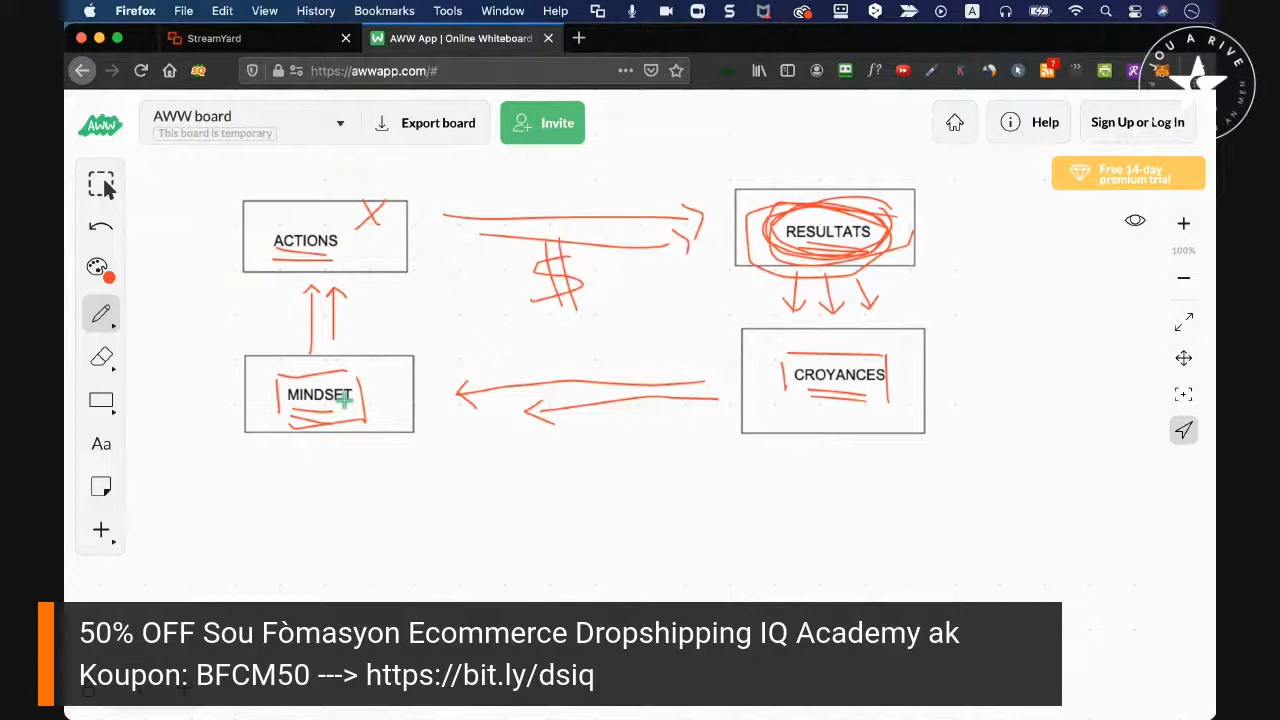 Firefox File Edit View History Bookmarks Tools Window Help
StreamYard
AWW App | Online Whiteboard
https://awwapp.com/#
AWW
AWW board
This board is temporary
Export board
Invite
Help
Sign Up or Log In
Free 14-day
premium trial
100%
ACTIONS
X
RESULTATS
$
MINDSET
CROYANCES
Aa
50% OFF Sou Fòmasyon Ecommerce Dropshipping IQ Academy ak
Koupon: BFCM50 ---> https://bit.ly/dsiq